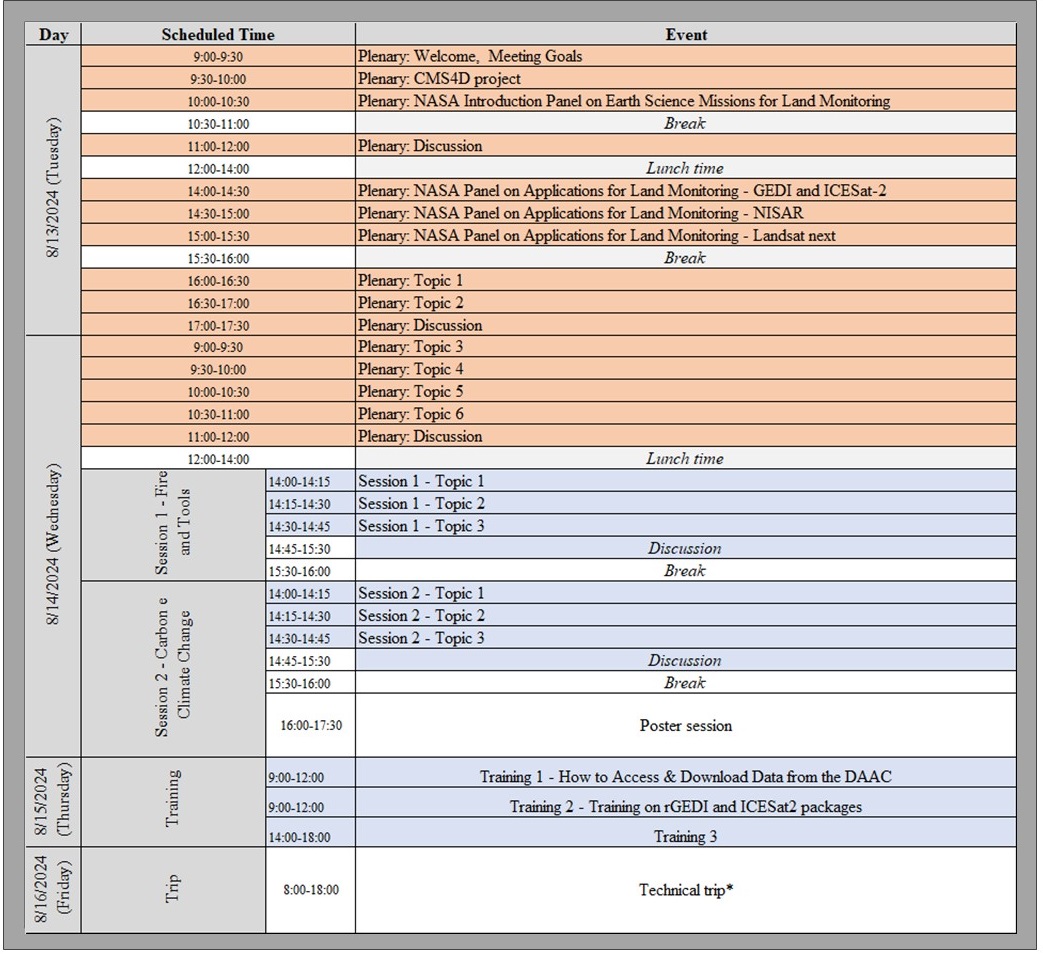 Day Scheduled Time Event
8/13/2024 (Tuesday)
9:00-9:30 Plenary: Welcome, Meeting Goals
9:30-10:00 Plenary: CMS4D project
10:00-10:30 Plenary: NASA Introduction Panel on Earth Science Missions for Land Monitoring
10:30-11:00 Break
11:00-12:00 Plenary: Discussion
12:00-14:00 Lunch time
14:00-14:30 Plenary: NASA Panel on Applications for Land Monitoring - GEDI and ICESat-2
14:30-15:00 Plenary: NASA Panel on Applications for Land Monitoring - NISAR
15:00-15:30 Plenary: NASA Panel on Applications for Land Monitoring - Landsat next
15:30-16:00 Break
16:00-16:30 Plenary: Topic 1
16:30-17:00 Plenary: Topic 2
17:00-17:30 Plenary: Discussion
8/14/2024 (Wednesday)
9:00-9:30 Plenary: Topic 3
9:30-10:00 Plenary: Topic 4
10:00-10:30 Plenary: Topic 5
10:30-11:00 Plenary: Topic 6
11:00-12:00 Plenary: Discussion
12:00-14:00 Lunch time
Session 1 - Fire
and Tools
14:00-14:15 Session 1 - Topic 1
14:15-14:30 Session 1 - Topic 2
14:30-14:45 Session 1 - Topic 3
14:45-15:30 Discussion
15:30-16:00 Break
Session 2 - Carbon e
Climate Change
14:00-14:15 Session 2 - Topic 1
14:15-14:30 Session 2 - Topic 2
14:30-14:45 Session 2 - Topic 3
14:45-15:30 Discussion
15:30-16:00 Break
16:00-17:30 Poster session
8/15/2024
(Thursday)
Training
9:00-12:00 Training 1 - How to Access & Download Data from the DAAC
9:00-12:00 Training 2 - Training on rGEDI and ICESat2 packages
14:00-18:00 Training 3
8/16/2024
(Friday)
Trip
8:00-18:00 Technical trip*